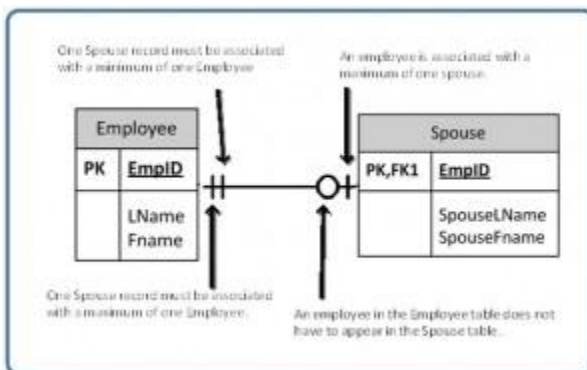 One Spouse record must be associated
with a minimum of one Employee
An employee is associated with a
maximum of one spouse.
Employee
PK EmpID
LName
Fname
Spouse
PK,FK1 EmpID
SpouseLName
SpouseFname
One Spouse record must be associated
with a maximum of one Employee.
An employee in the Employee table does not
have to appear in the Spouse table.